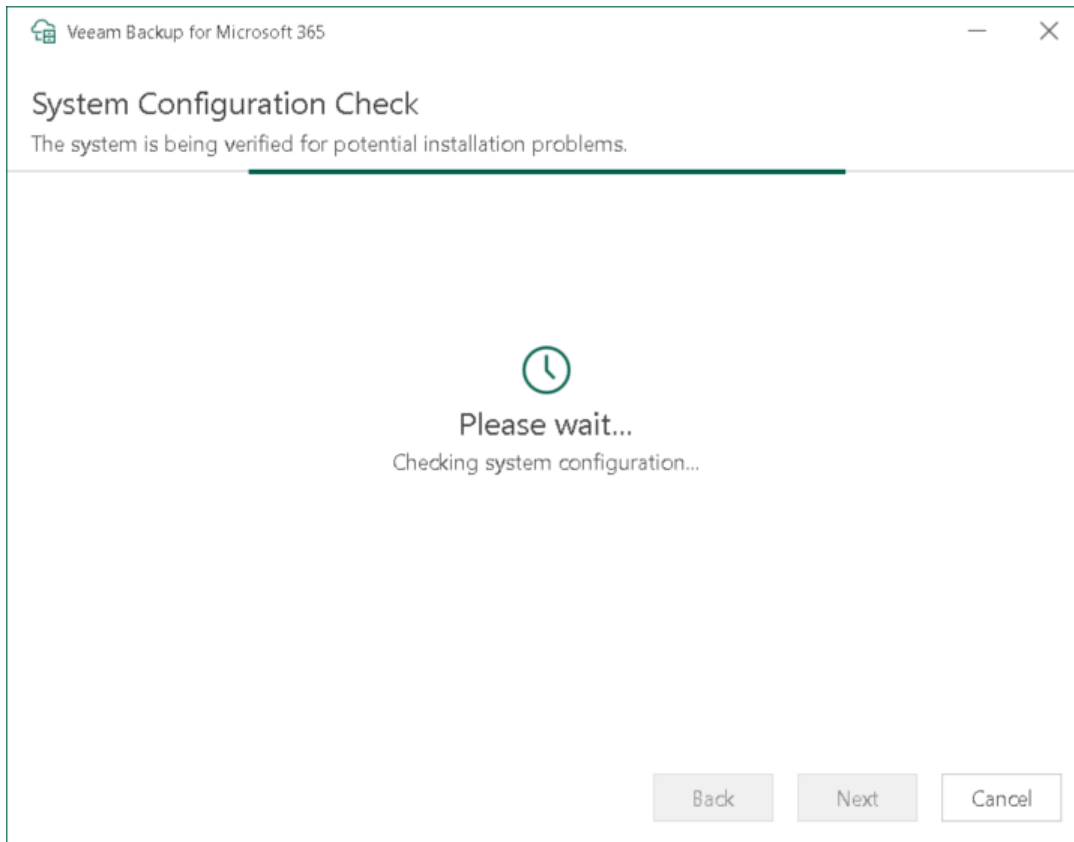 Veeam Backup for Microsoft 365
System Configuration Check
The system is being verified for potential installation problems.
Please wait...
Checking system configuration...
Back Next Cancel